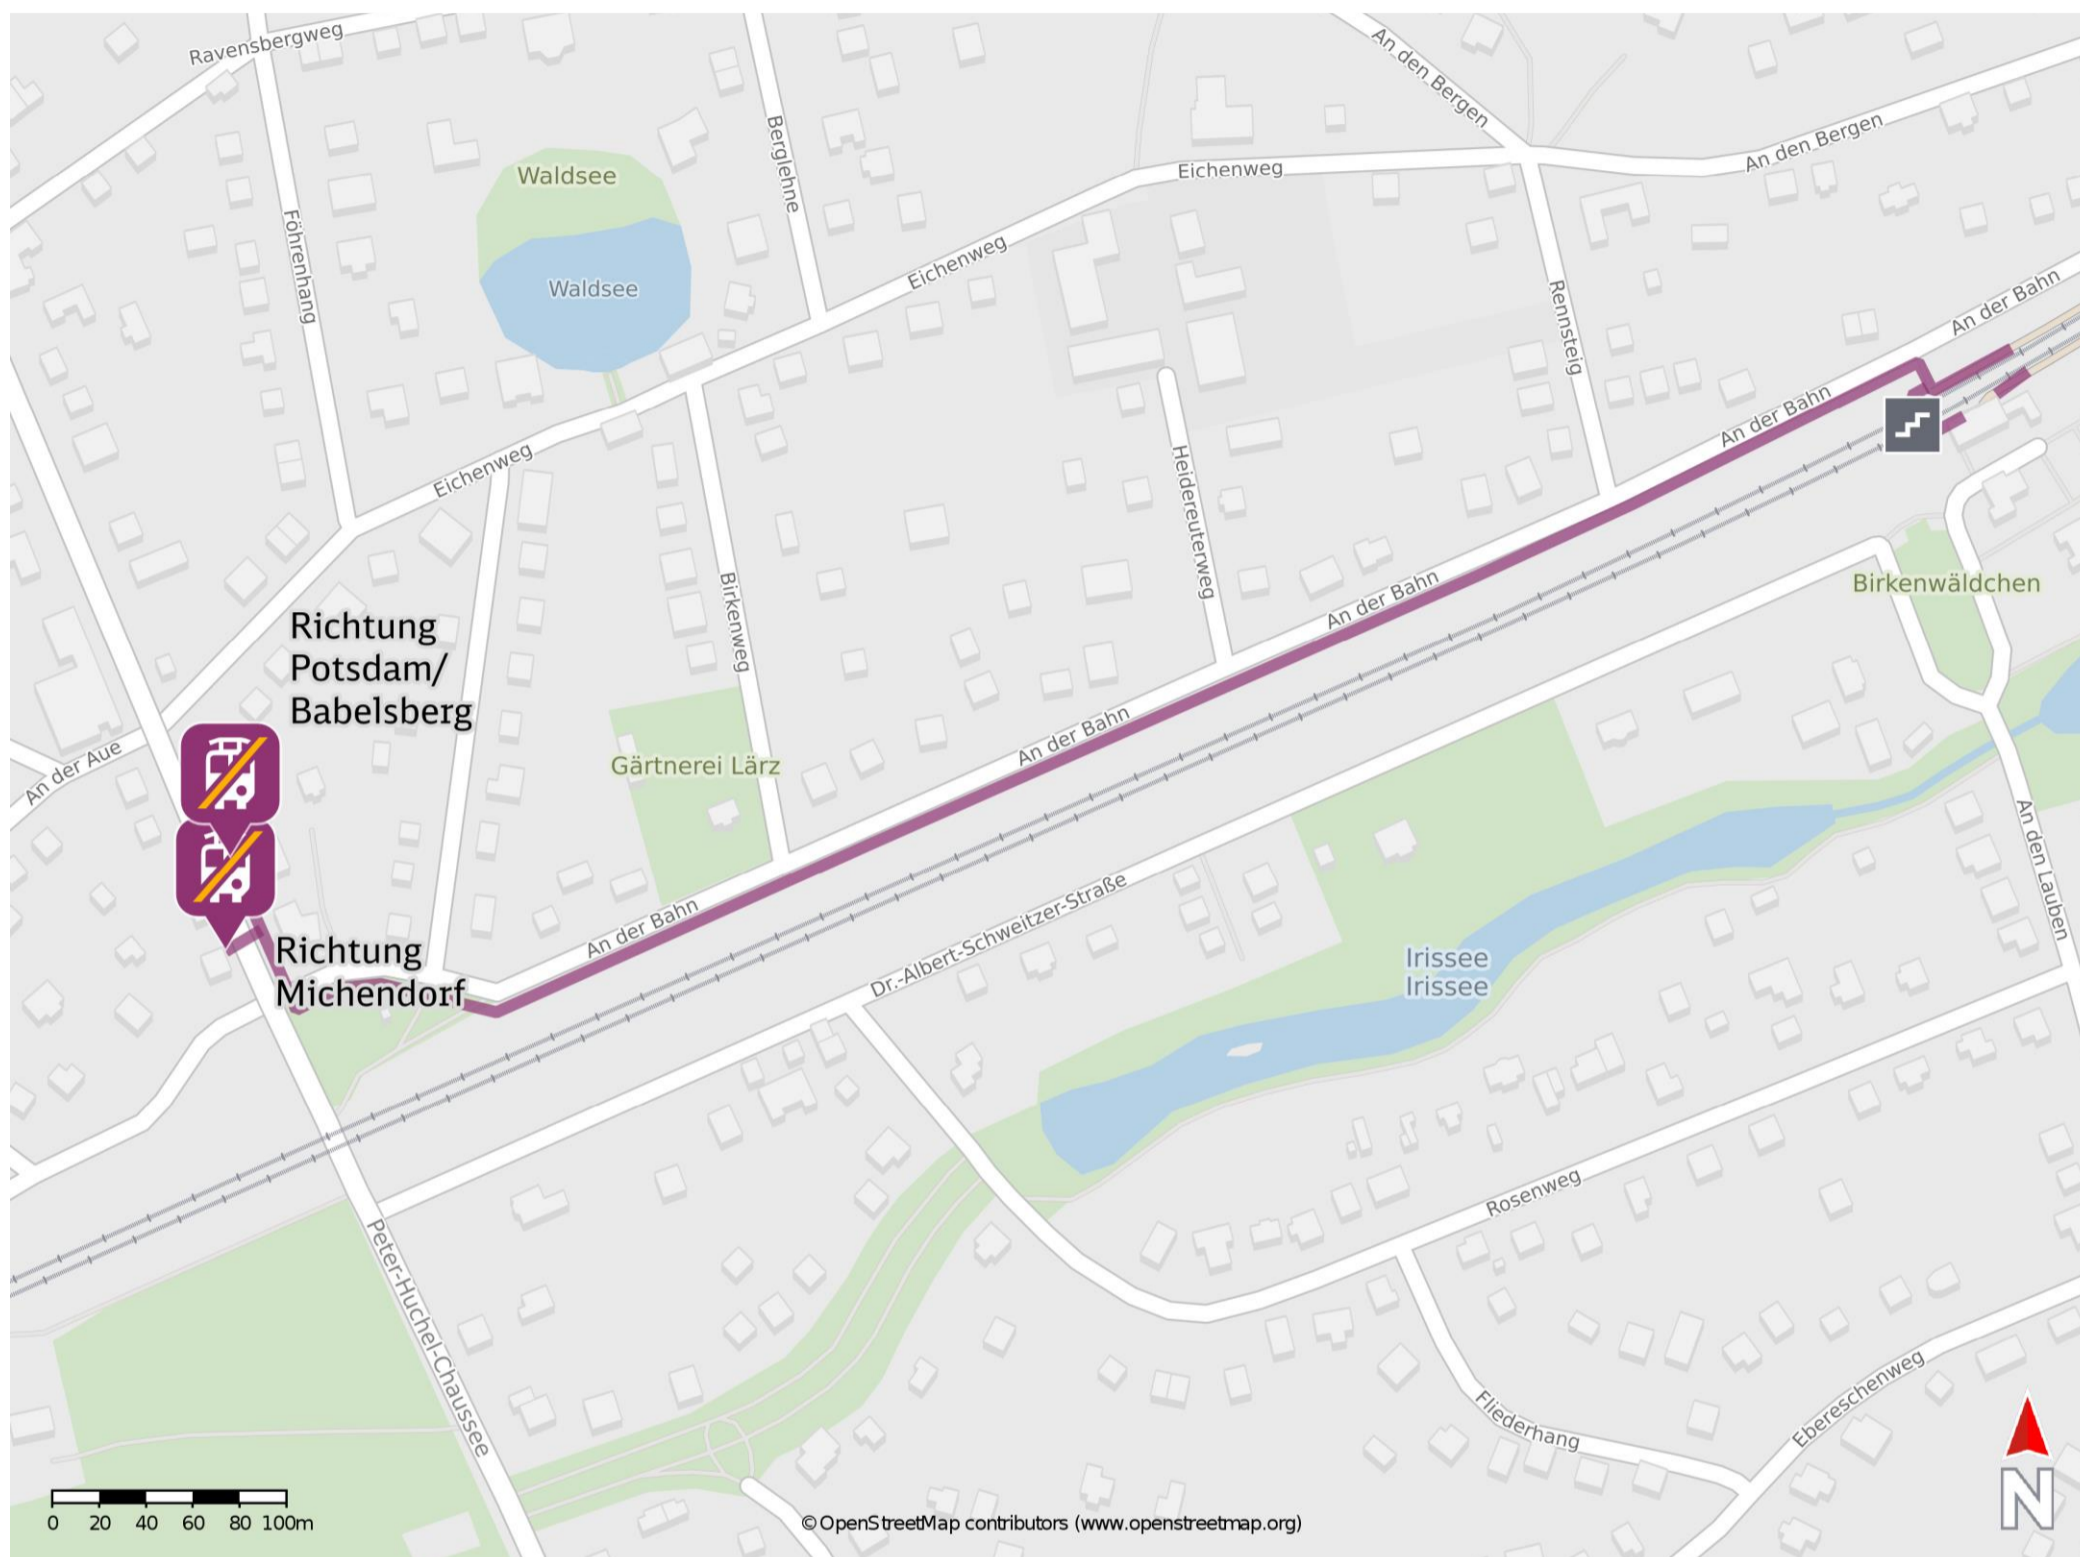 Ravensbergweg
An den Bergen
An den Bergen
Berglehne
Eichenweg
Waldsee
Föhrenhang
Eichenweg
Waldsee
Rennsteig
An der Bahn
An der Bahn
Eichenweg
Heidereuterweg
Birkenweg
An der Bahn
Birkenwäldchen
Richtung
Potsdam/
Babelsberg
An der Bahn
An der Aue
Gärtnerei Lärz
An den Lauben
An der Bahn
Dr.-Albert-Schweitzer-Straße
Richtung
Michendorf
Irissee
Irissee
Rosenweg
Peter-Huchel-Chaussee
Fliederhang
Ebereschenweg
N
0 20 40 60 80 100m
© OpenStreetMap contributors (www.openstreetmap.org)